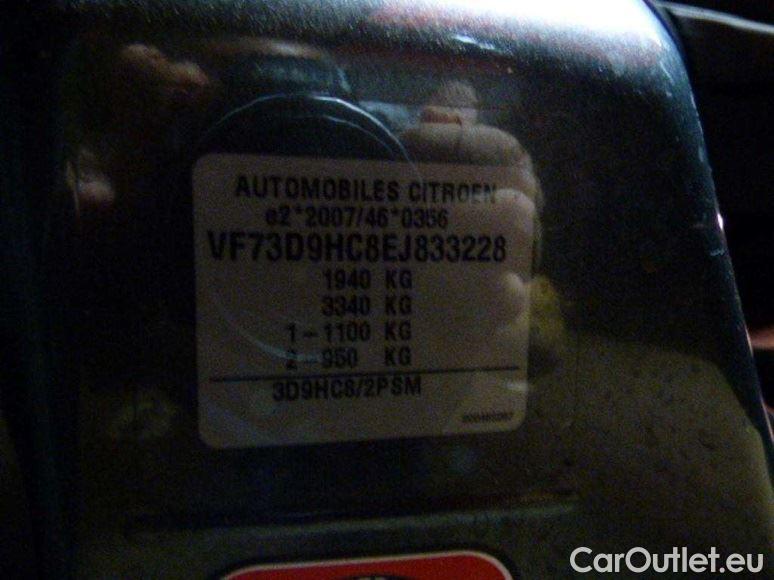 AUTOMOBILES CITROEN
e2*2007/46*0356
VF73D9HC8EJ833228
1940 KG
3340 KG
1-1100 KG
2-950 KG
3D9HC8/2PSM
CarOutlet.eu